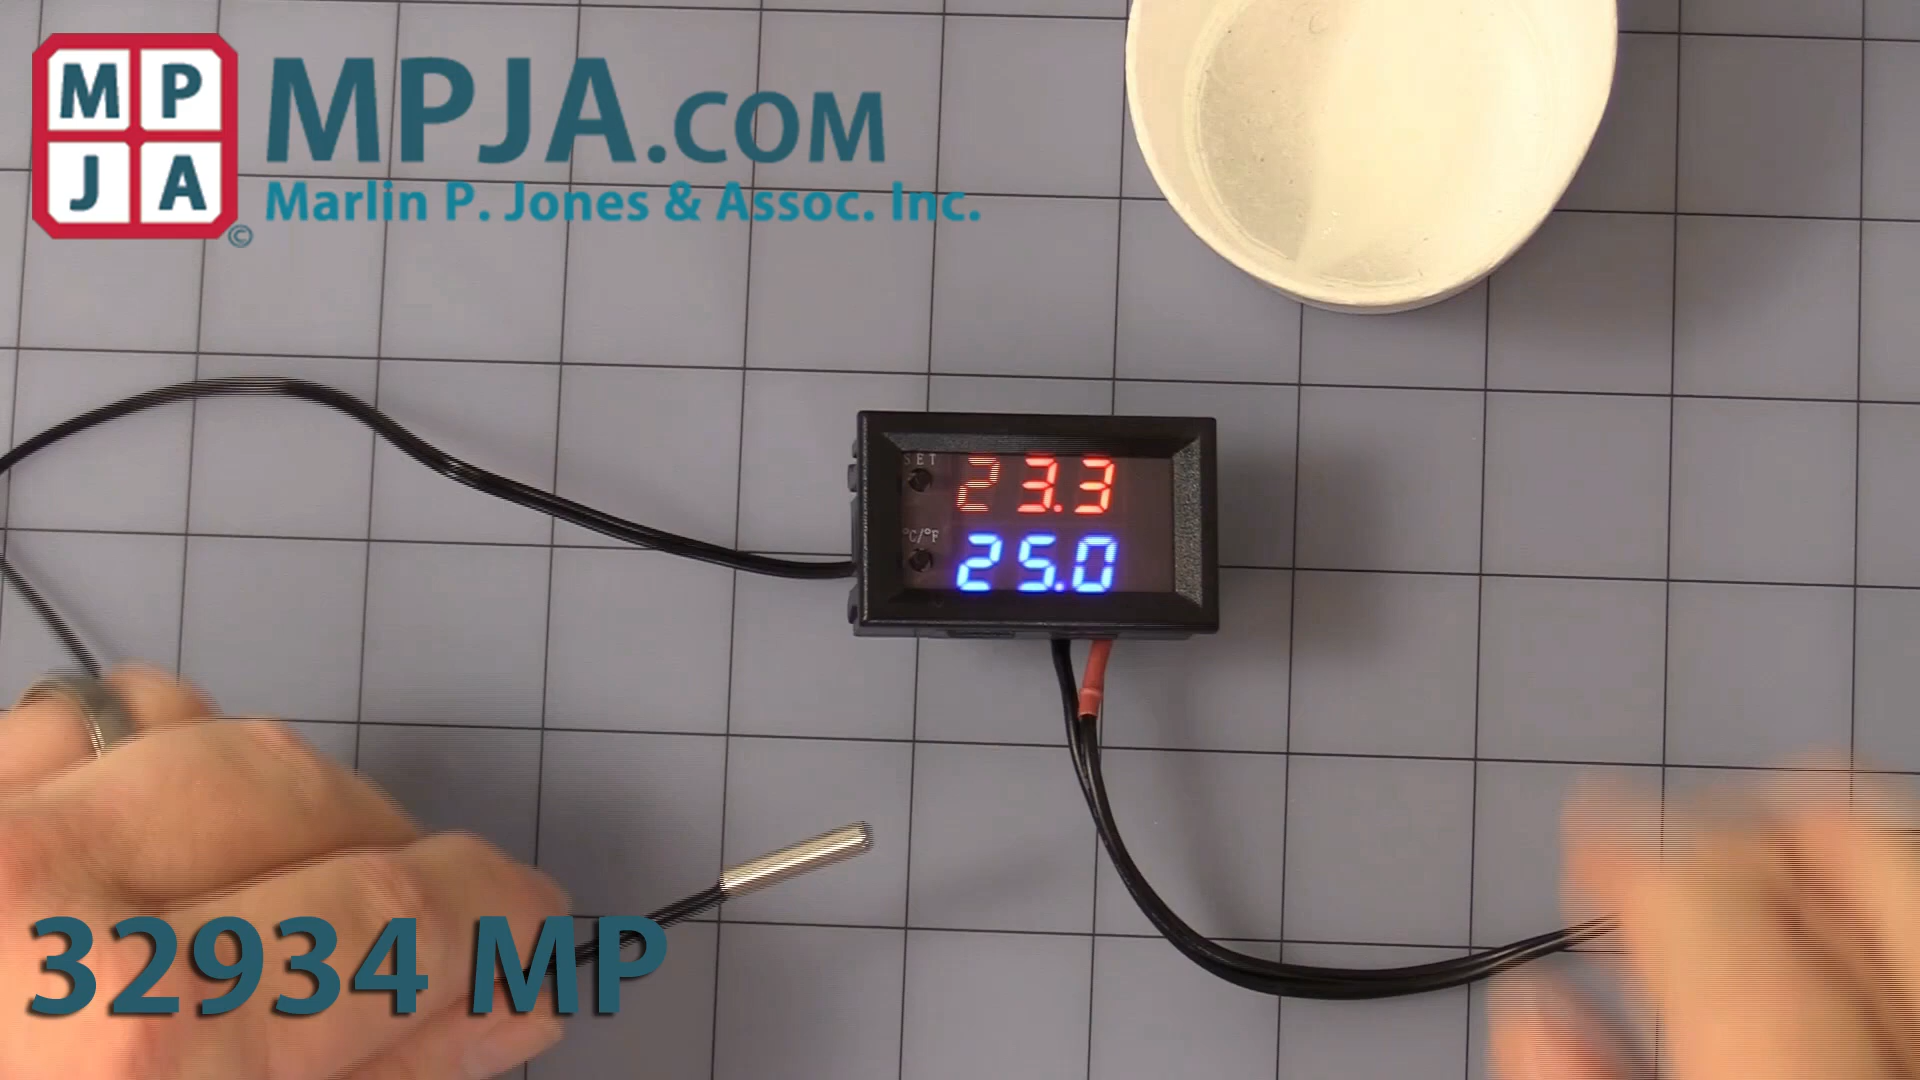 M P
J A
©
MPJA.COM
Marlin P. Jones & Assoc. Inc.
SET
23.3
°C/°F
25.0
32934 MP